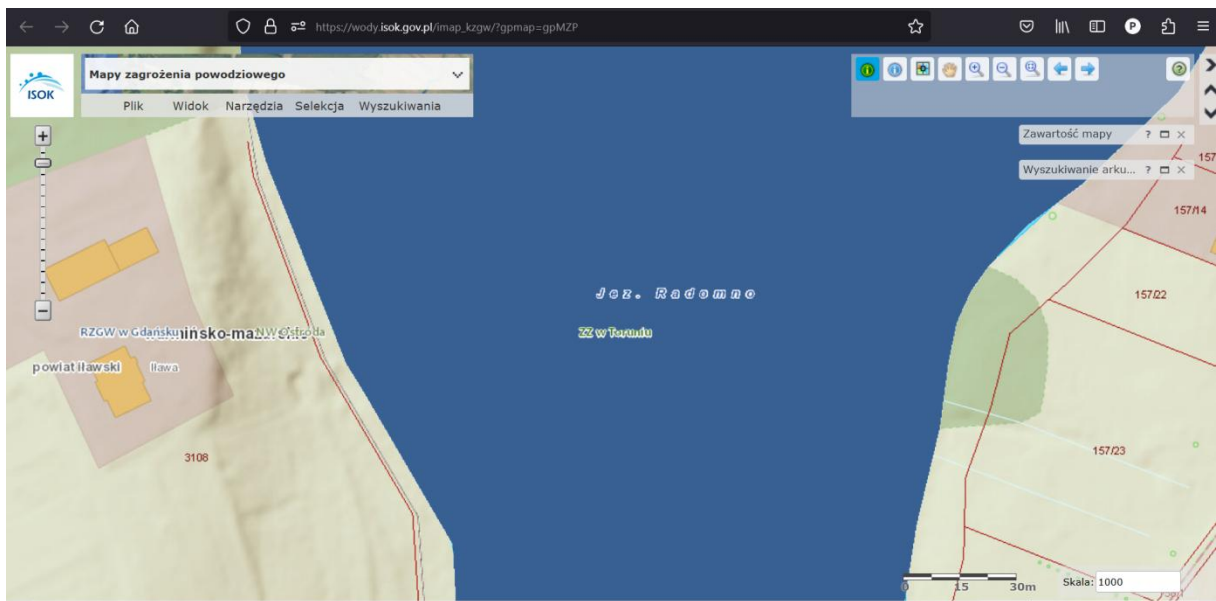 https://wody.isok.gov.pl/imap_kzgw/?gpmap=gpMZP
P
ISOK
Mapy zagrożenia powodziowego
Plik Widok Narzędzia Selekcja Wyszukiwania
Zawartość mapy ?
Wyszukiwanie arku... ?
157
157/14
157/22
Jez. Radomno
ZZ w Toruniu
RZGW w Gdańsku
NW Ostróda
powiat iławski Iława
3108
157/23
0 15 30m
Skala: 1000